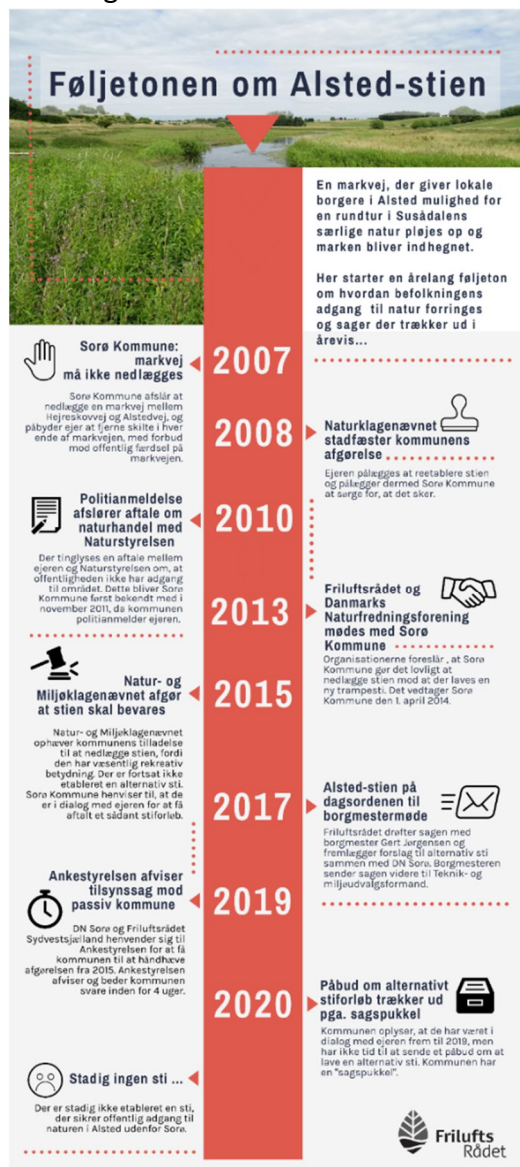 Føljetonen om Alsted-stien
En markvej, der giver lokale
borgere i Alsted mulighed for
en rundtur i Susådalens
særlige natur pløjes op og
marken bliver indhegnet.
Her starter en årelang føljeton
om hvordan befolkningens
adgang til natur forringes
og sager der trækker ud i
årevis...
2007
Sorø Kommune:
markvej
må ikke nedlægges
Sorø Kommune afslår at
nedlægge en markvej mellem
Hejreskovvej og Alstedvej, og
påbyder ejer at fjerne skilte i hver
ende af markvejen, med forbud
mod offentlig færdsel på
markvejen.
2008
Naturklagenævnet
stadfæster kommunens
afgørelse
Ejeren pålægges at reetablere stien
og pålægger dermed Sorø Kommune
at sørge for, at det sker.
2010
Politianmeldelse
afslører aftale om
naturhandel med
Naturstyrelsen
Der tinglyses en aftale mellem
ejeren og Naturstyrelsen om, at
offentligheden ikke har adgang
til området. Dette bliver Sorø
Kommune først bekendt med i
november 2011, da kommunen
politianmelder ejeren.
2013
Friluftsrådet og
Danmarks
Naturfredningsforening
mødes med Sorø
Kommune
Organisationerne foreslår , at Sorø
Kommune gør det lovligt at
nedlægge stien mod at der laves en
ny trampesti. Det vedtager Sorø
Kommune den 1. april 2014.
2015
Natur- og
Miljøklagenævnet afgør
at stien skal bevares
Natur- og Miljøklagenævnet
ophæver kommunens tilladelse
til at nedlægge stien, fordi
den har væsentlig rekreativ
betydning. Der er fortsat ikke
etableret en alternativ sti.
Sorø Kommune henviser til, at de
er i dialog med ejeren for at få
aftalt et sådant stiforløb.
2017
Alsted-stien på
dagsordenen til
borgmestermøde
Friluftsrådet drøfter sagen med
borgmester Gert Jørgensen og
fremlægger forslag til alternativ sti
sammen med DN Sorø. Borgmesteren
sender sagen videre til Teknik- og
miljøudvalgsformand.
2019
Ankestyrelsen afviser
tilsynssag mod
passiv kommune
DN Sorø og Friluftsrådet
Sydvestsjælland henvender sig til
Ankestyrelsen for at få
kommunen til at håndhæve
afgørelsen fra 2015. Ankestyrelsen
afviser og beder kommunen
svare inden for 4 uger.
2020
Påbud om alternativt
stiforløb trækker ud
pga. sagspukkel
Kommunen oplyser, at de har været i
dialog med ejeren frem til 2019, men
har ikke tid til at sende et påbud om at
lave en alternativ sti. Kommunen har
en "sagspukkel".
Stadig ingen sti ...
Der er stadig ikke etableret en sti,
der sikrer offentlig adgang til
naturen i Alsted udenfor Sorø.
Frilufts
Rådet